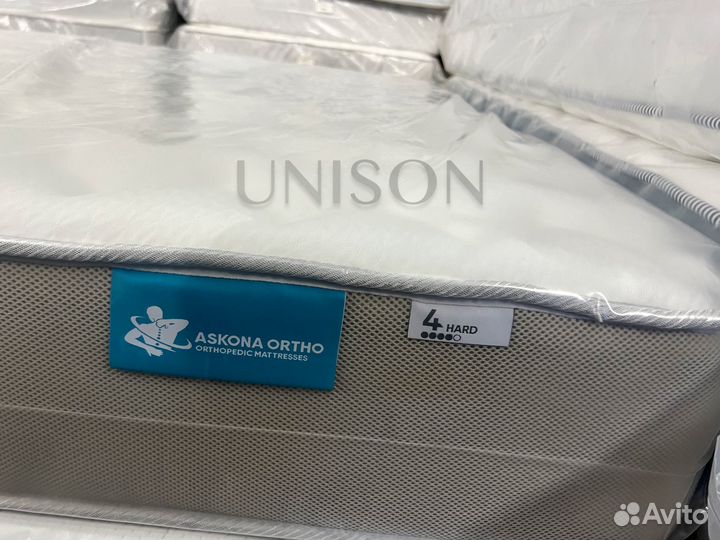 UNISON
ASKONA ORTHO
ORTHOPEDIC MATTRESSES
4 HARD
Avito